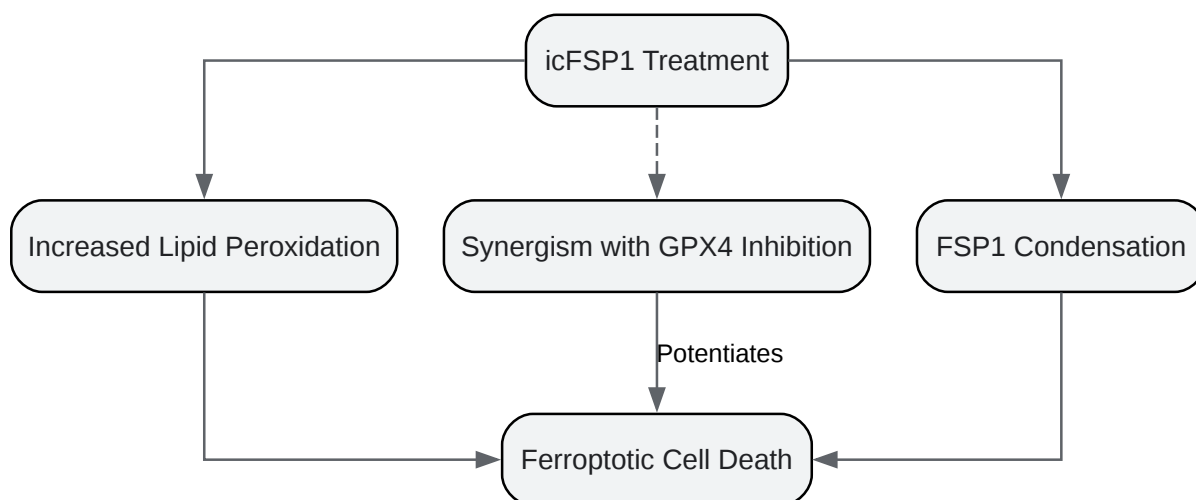 icFSP1 Treatment
Increased Lipid Peroxidation
Synergism with GPX4 Inhibition
FSP1 Condensation
Potentiates
Ferroptotic Cell Death